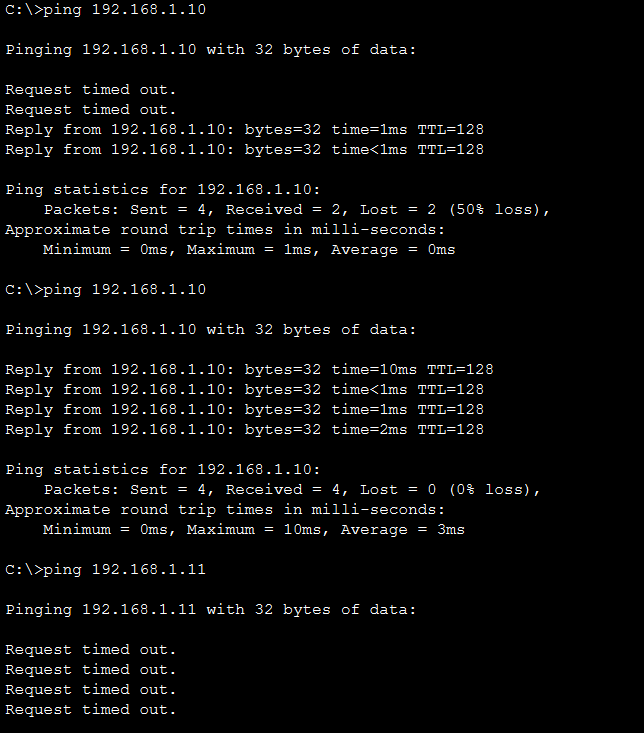 C:\>ping 192.168.1.10
Pinging 192.168.1.10 with 32 bytes of data:
Request timed out.
Request timed out.
Reply from 192.168.1.10: bytes=32 time=1ms TTL=128
Reply from 192.168.1.10: bytes=32 time<1ms TTL=128
Ping statistics for 192.168.1.10:
    Packets: Sent = 4, Received = 2, Lost = 2 (50% loss),
Approximate round trip times in milli-seconds:
    Minimum = 0ms, Maximum = 1ms, Average = 0ms
C:\>ping 192.168.1.10
Pinging 192.168.1.10 with 32 bytes of data:
Reply from 192.168.1.10: bytes=32 time=10ms TTL=128
Reply from 192.168.1.10: bytes=32 time<1ms TTL=128
Reply from 192.168.1.10: bytes=32 time=1ms TTL=128
Reply from 192.168.1.10: bytes=32 time=2ms TTL=128
Ping statistics for 192.168.1.10:
    Packets: Sent = 4, Received = 4, Lost = 0 (0% loss),
Approximate round trip times in milli-seconds:
    Minimum = 0ms, Maximum = 10ms, Average = 3ms
C:\>ping 192.168.1.11
Pinging 192.168.1.11 with 32 bytes of data:
Request timed out.
Request timed out.
Request timed out.
Request timed out.